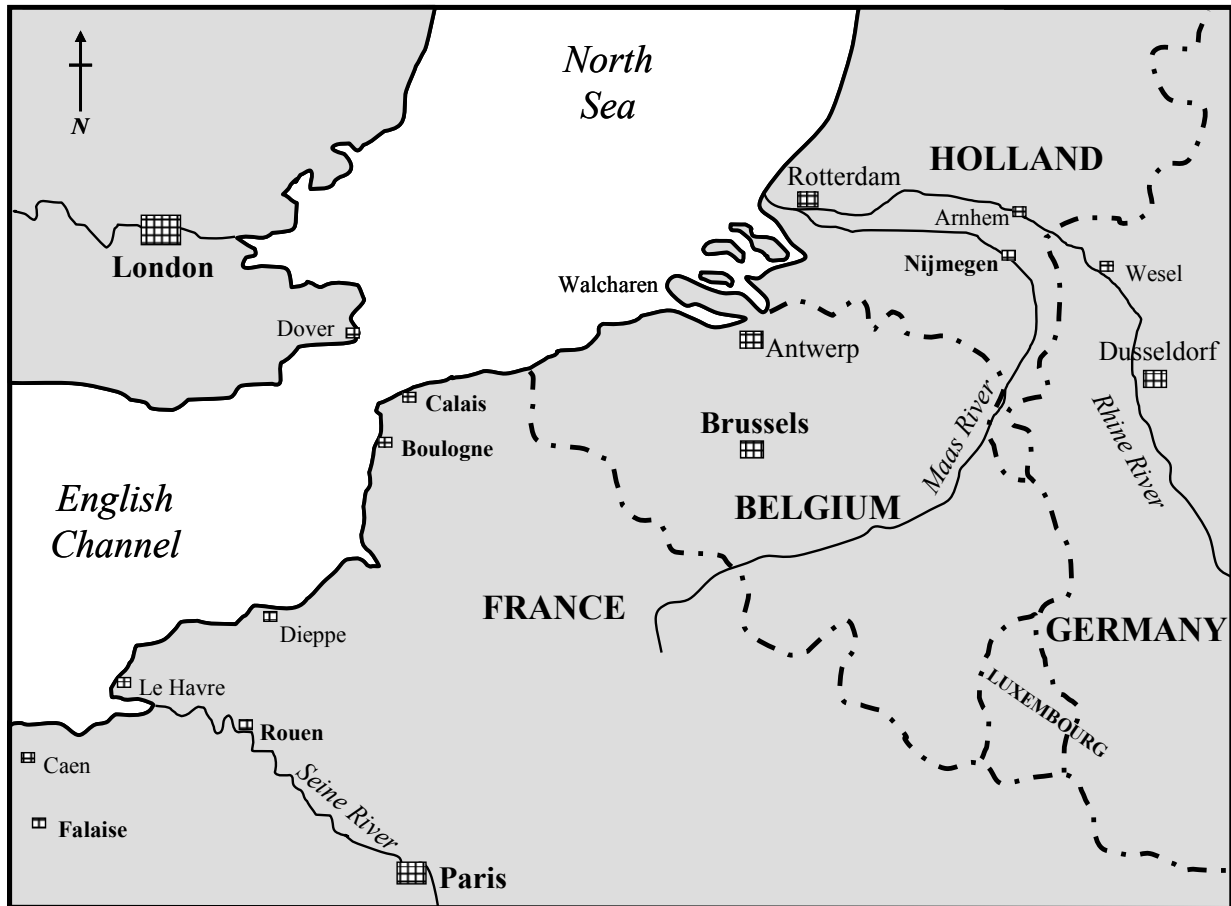 North
Sea
N
HOLLAND
Rotterdam
Arnhem
London
Nijmegen
Wesel
Walcharen
Dover
Antwerp
Dusseldorf
Calais
Brussels
Boulogne
Maas River
Rhine River
English
Channel
BELGIUM
FRANCE
Dieppe
GERMANY
Le Havre
LUXEMBOURG
Rouen
Caen
Seine River
Falaise
Paris